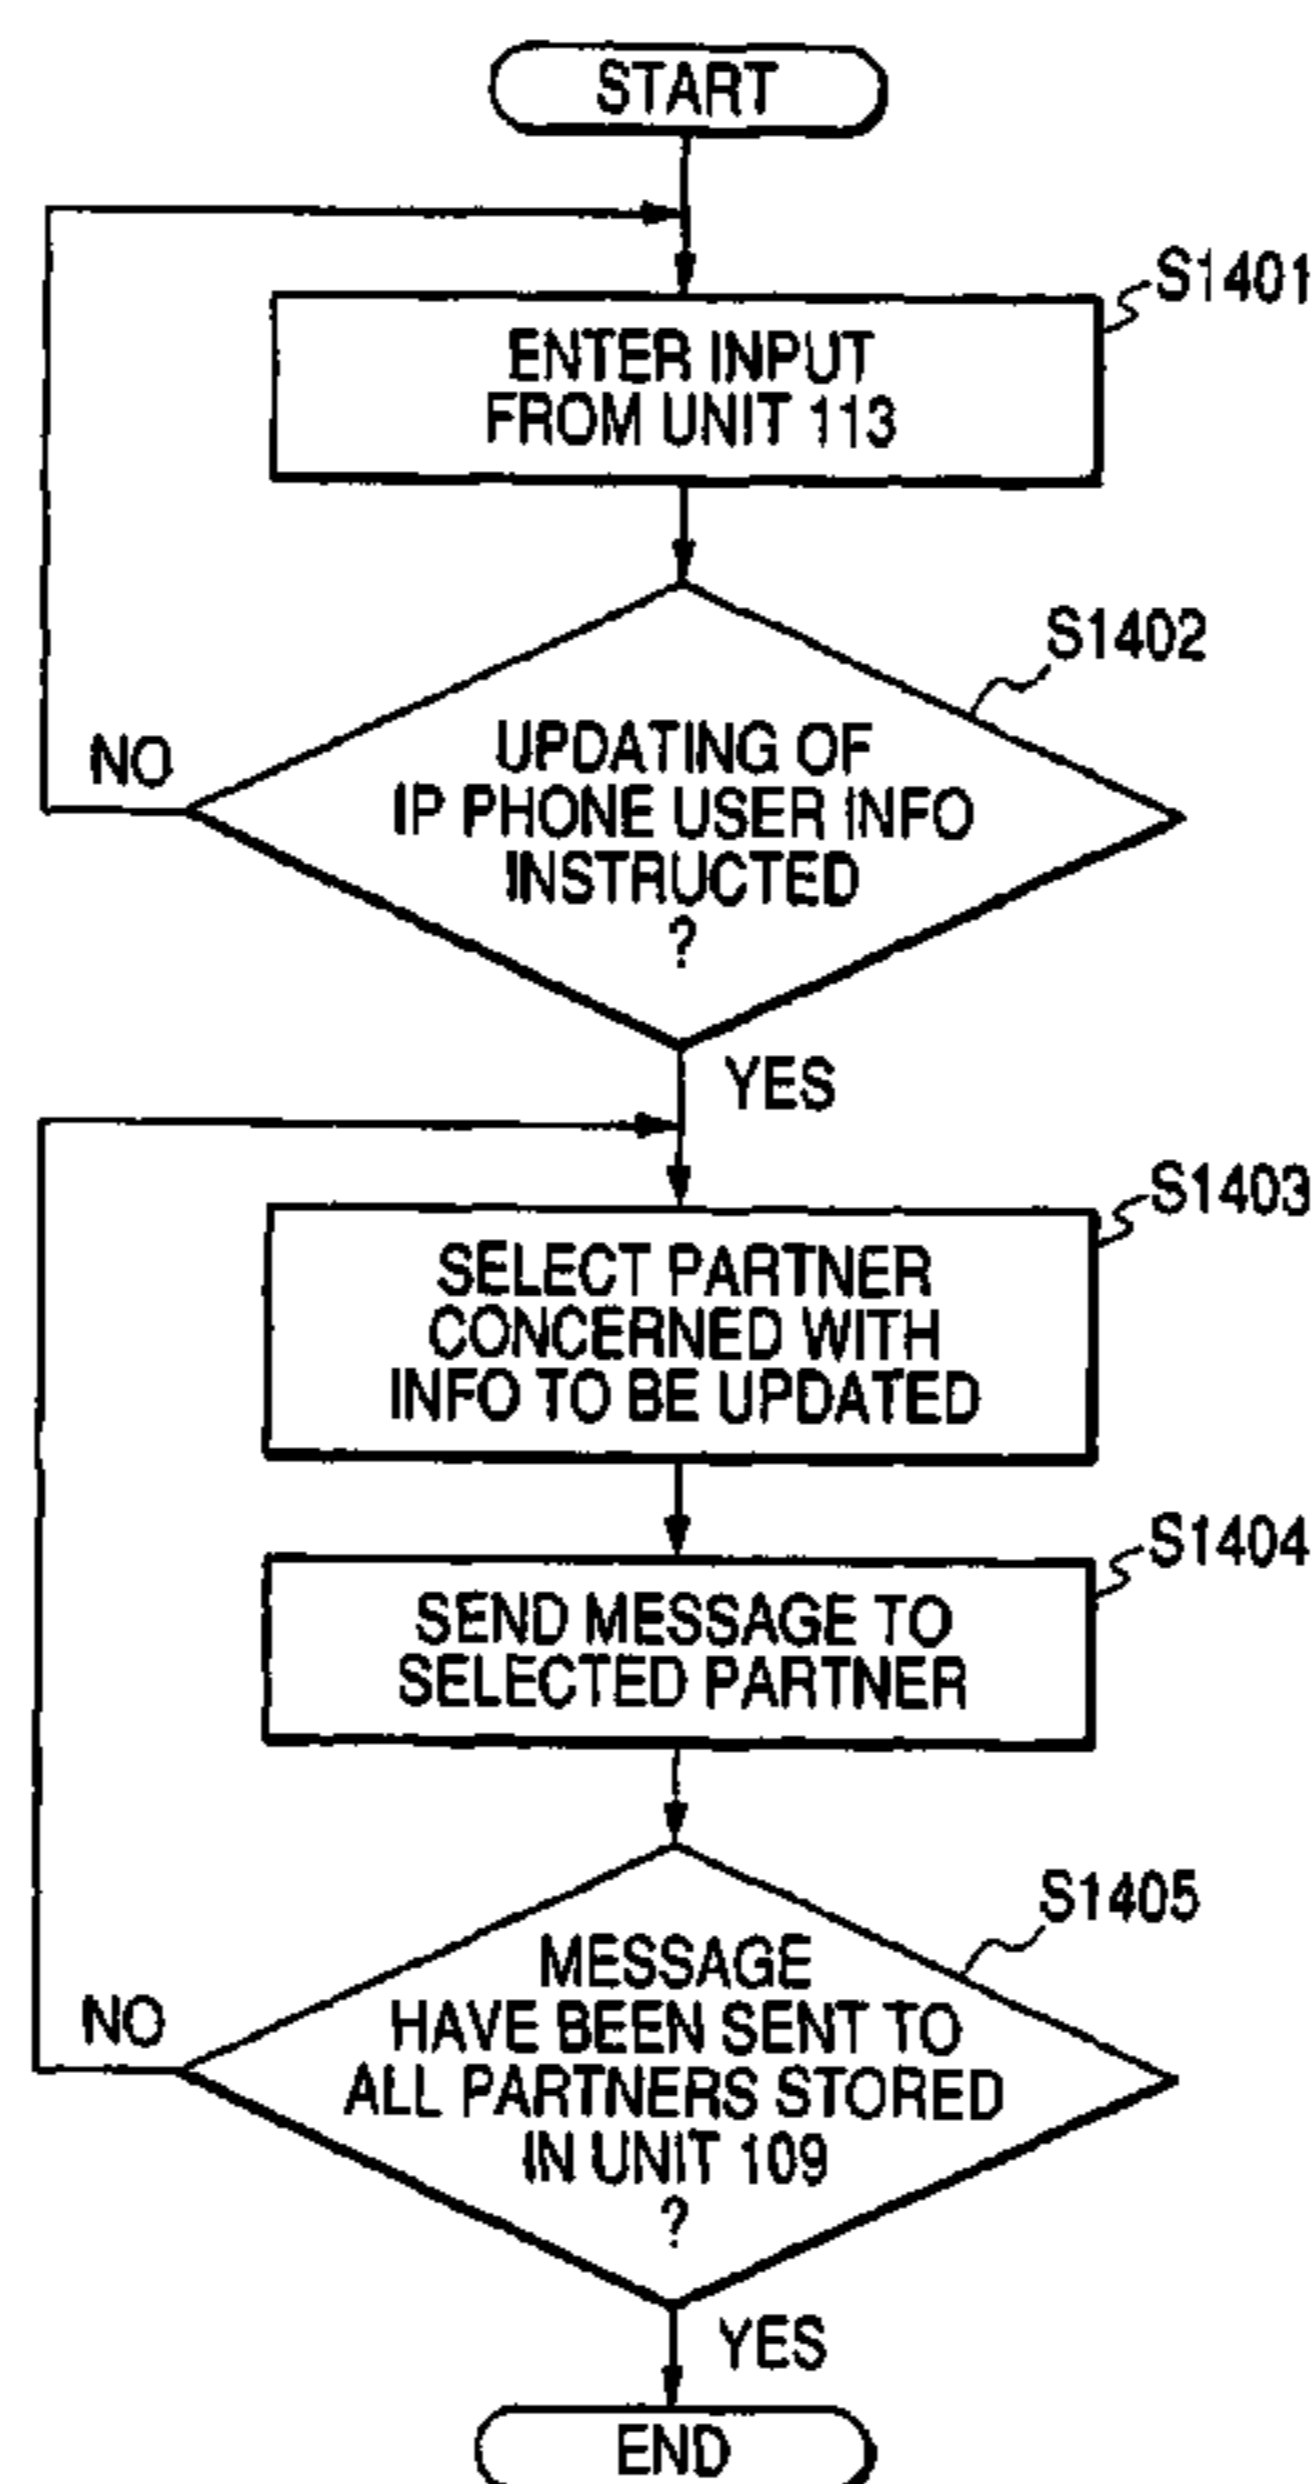 START
S1401
ENTER INPUT
FROM UNIT 113
S1402
UPDATING OF
IP PHONE USER INFO
INSTRUCTED
?
NO
YES
S1403
SELECT PARTNER
CONCERNED WITH
INFO TO BE UPDATED
S1404
SEND MESSAGE TO
SELECTED PARTNER
S1405
MESSAGE
HAVE BEEN SENT TO
ALL PARTNERS STORED
IN UNIT 109
?
NO
YES
END